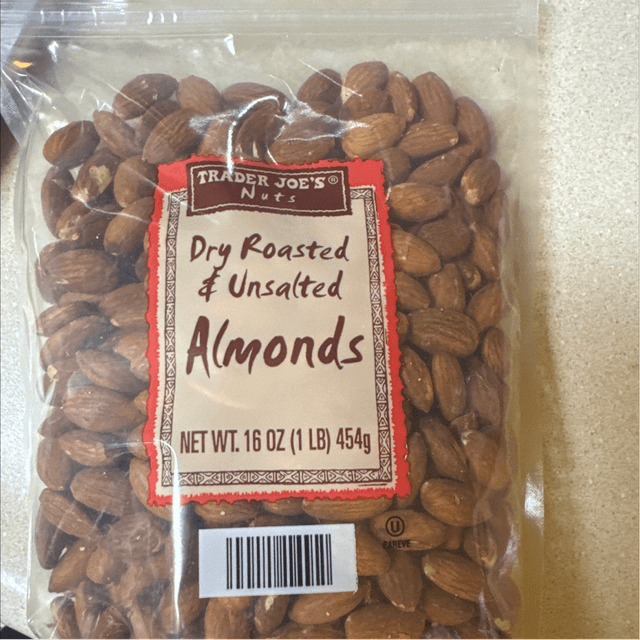 TRADER JOE'S®
Nuts
Dry Roasted
& Unsalted
Almonds
NET WT. 16 OZ (1 LB) 454g
U
PAREVE